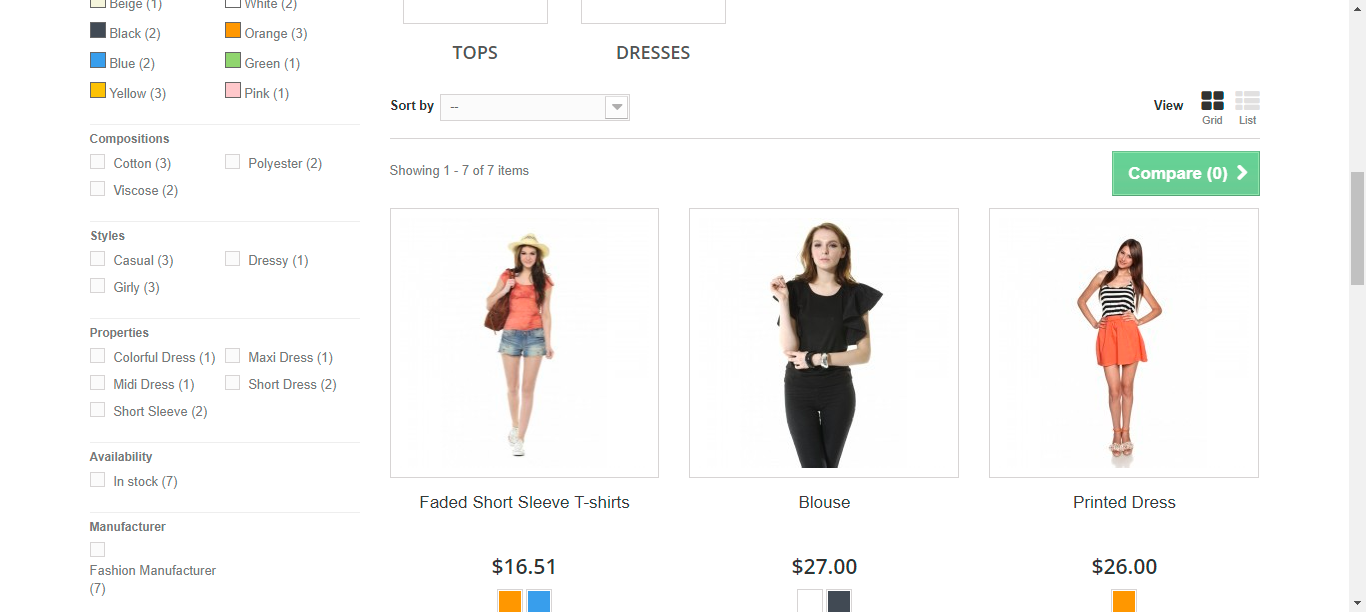 Beige (1)
White (2)
Black (2)
Orange (3)
Blue (2)
Green (1)
Yellow (3)
Pink (1)
Compositions
Cotton (3)
Polyester (2)
Viscose (2)
Styles
Casual (3)
Dressy (1)
Girly (3)
Properties
Colorful Dress (1)
Maxi Dress (1)
Midi Dress (1)
Short Dress (2)
Short Sleeve (2)
Availability
In stock (7)
Manufacturer
Fashion Manufacturer
(7)
TOPS
DRESSES
Sort by
--
View
Grid
List
Showing 1 - 7 of 7 items
Compare (0)
Faded Short Sleeve T-shirts
$16.51
Blouse
$27.00
Printed Dress
$26.00